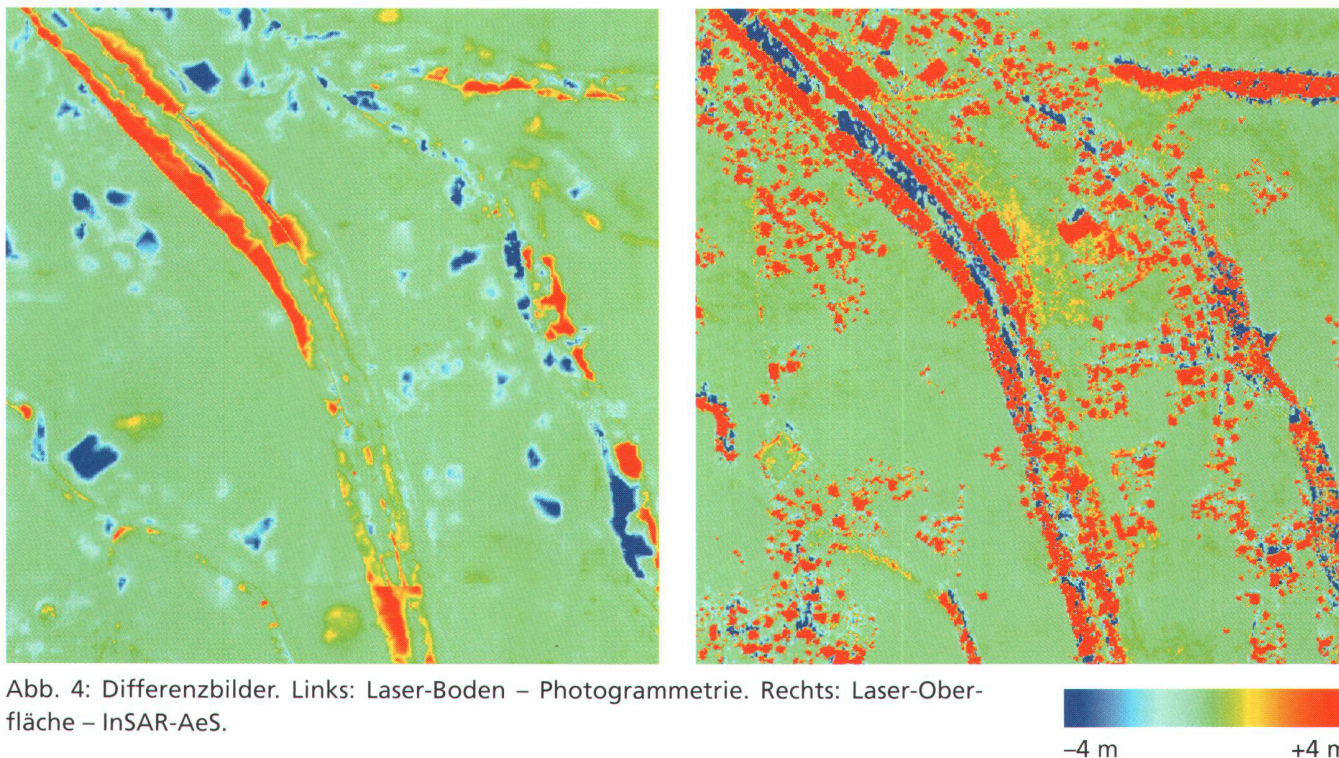 Abb. 4: Differenzbilder. Links: Laser-Boden – Photogrammetrie. Rechts: Laser-Ober-
fläche – InSAR-AeS.
–4 m +4 m